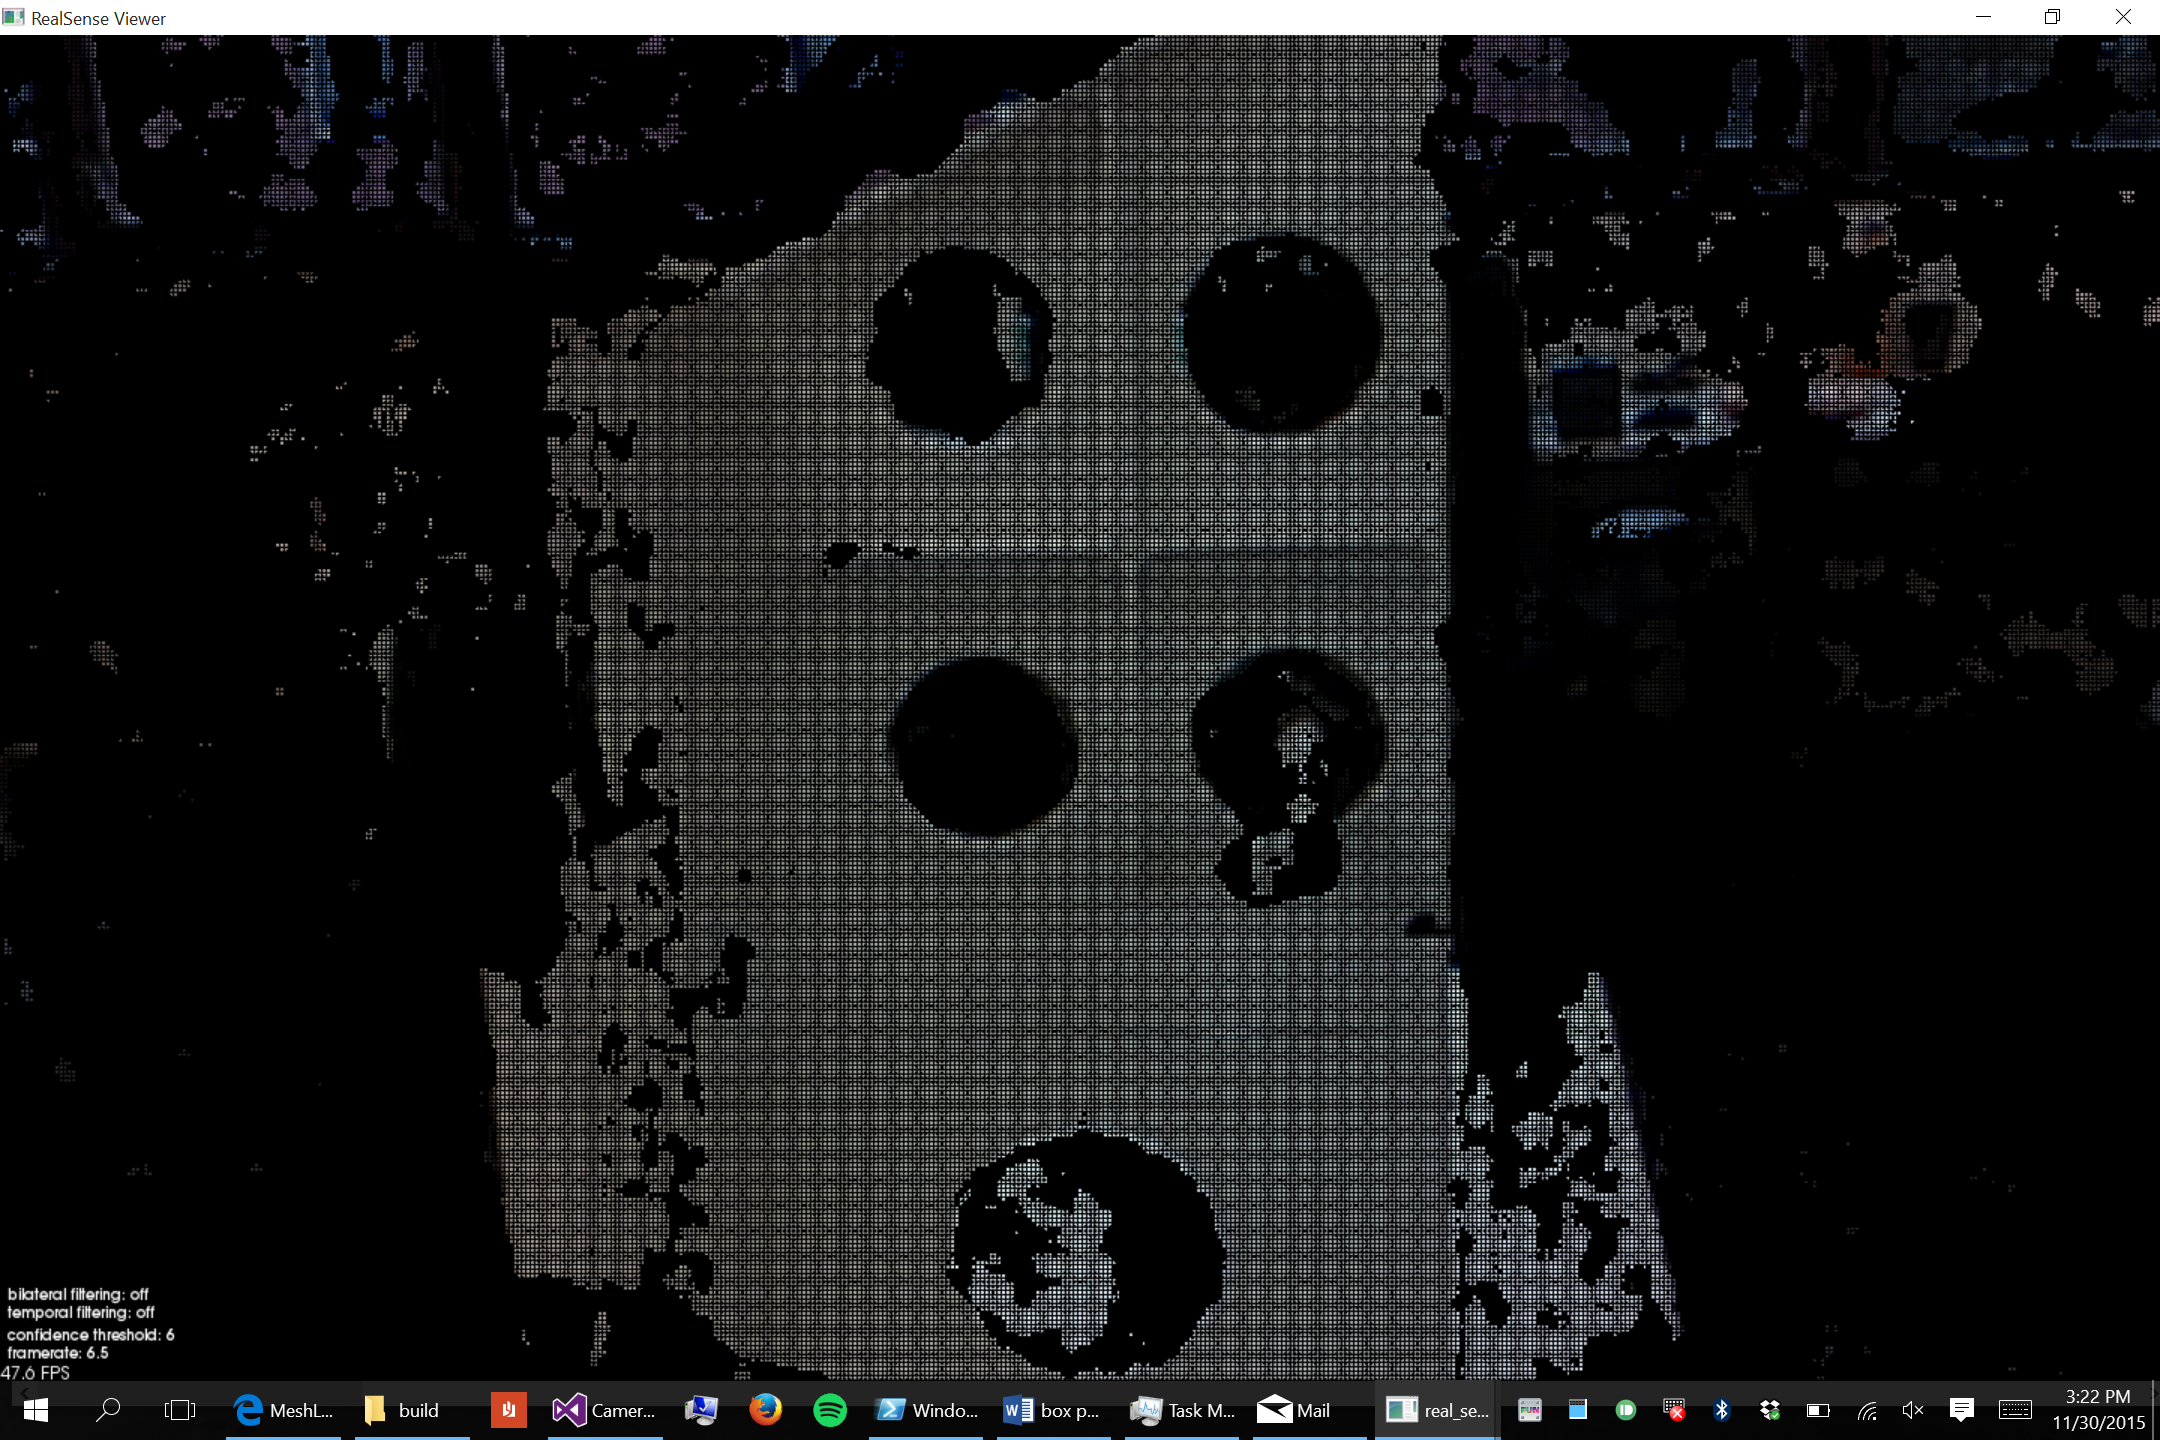 RealSense Viewer
bilateral filtering: off
temporal filtering: off
confidence threshold: 6
framerate: 6.5
47.6 FPS
MeshL...
build
Camer...
Windo...
box p...
Task M...
Mail
real_se...
FUN
3:22 PM
11/30/2015